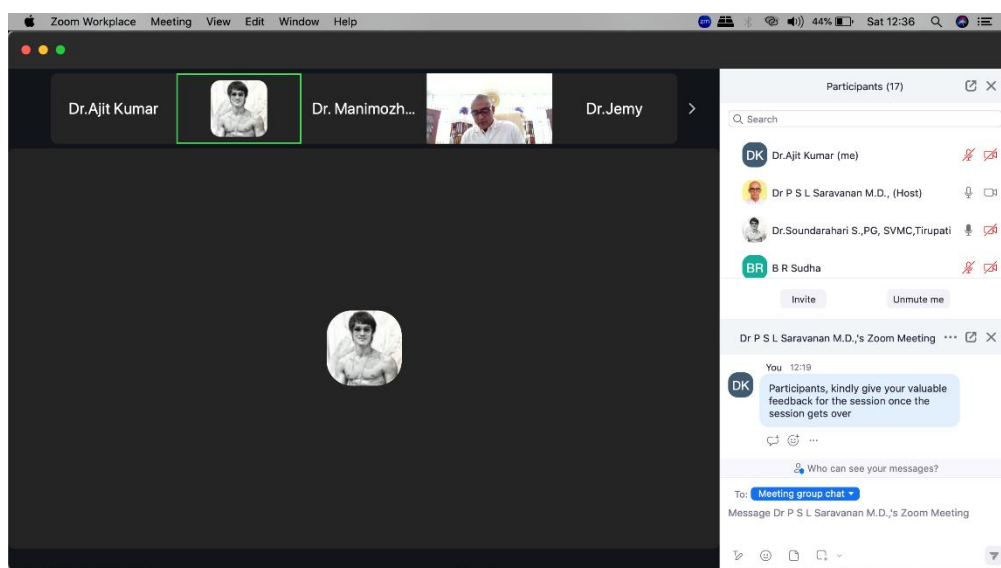 Zoom Workplace Meeting View Edit Window Help 44% Sat 12:36
Dr.Ajit Kumar
Dr. Manimozh...
Dr.Jemy
Participants (17)
Search
DK Dr.Ajit Kumar (me)
Dr P S L Saravanan M.D., (Host)
Dr.Soundarahari S.,PG, SVMC,Tirupati
BR B R Sudha
Invite Unmute me
Dr P S L Saravanan M.D.,'s Zoom Meeting
You 12:19
DK
Participants, kindly give your valuable
feedback for the session once the
session gets over
Who can see your messages?
To: Meeting group chat
Message Dr P S L Saravanan M.D.,'s Zoom Meeting